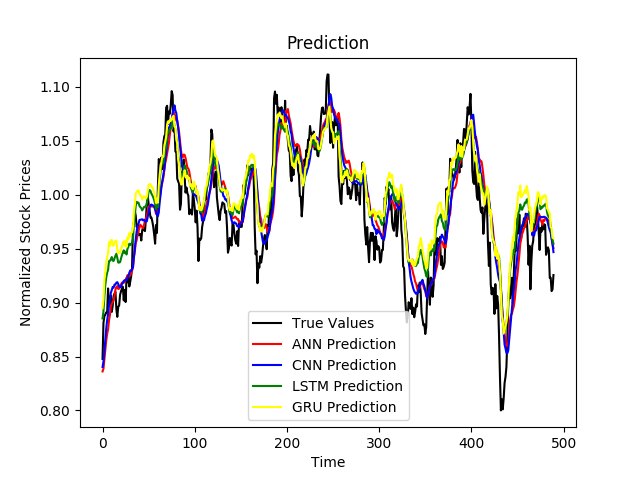 Prediction
1.10
1.05
1.00
0.95
0.90
0.85
0.80
Normalized Stock Prices
True Values
ANN Prediction
CNN Prediction
LSTM Prediction
GRU Prediction
0 100 200 300 400 500
Time